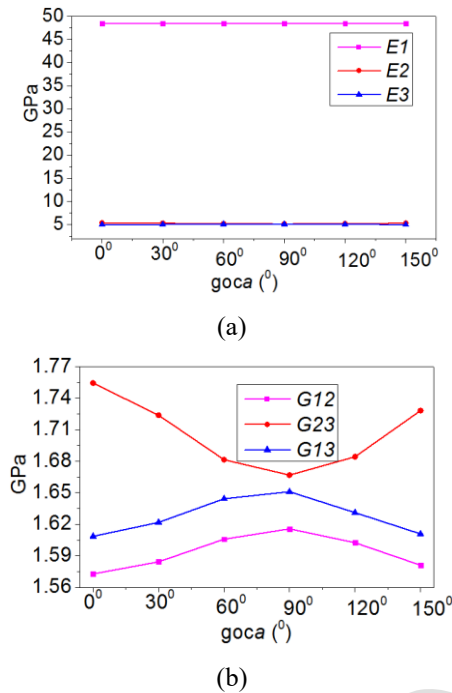 50
45
40
35
30
25
20
15
10
5
GPa
E1
E2
E3
0⁰ 30⁰ 60⁰ 90⁰ 120⁰ 150⁰
goca (⁰)
(a)
1.77
1.74
1.71
1.68
1.65
1.62
1.59
1.56
GPa
G12
G23
G13
0⁰ 30⁰ 60⁰ 90⁰ 120⁰ 150⁰
goca (⁰)
(b)